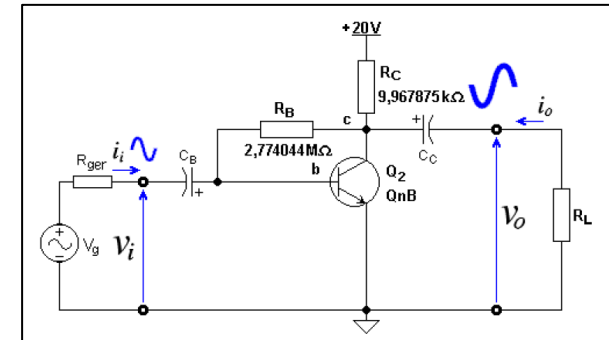 +20V
RC
9,967875kΩ
RB
2,774044MΩ
c
+
CC
io
Rger
ii
CB
+
b
Q2
QnB
Vg
vi
vo
RL